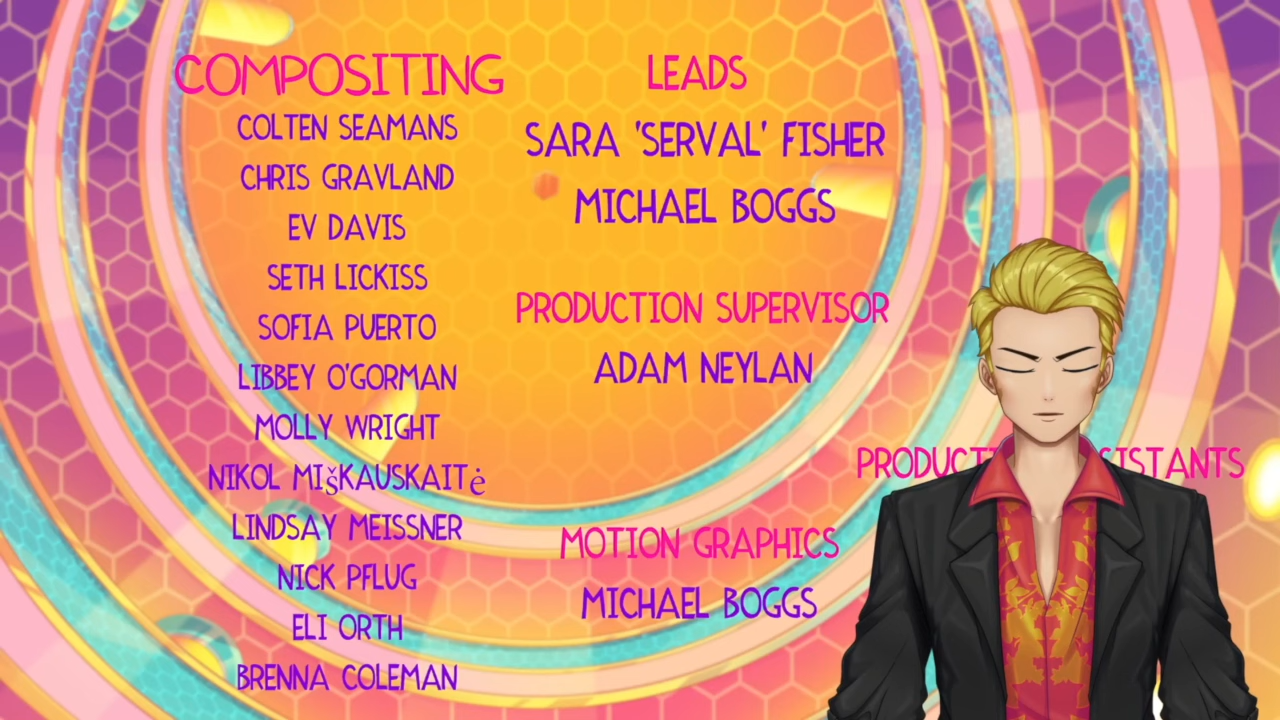 COMPOSITING
COLTEN SEAMANS
CHRIS GRAVLAND
EV DAVIS
SETH LICKISS
SOFIA PUERTO
LIBBEY O'GORMAN
MOLLY WRIGHT
NIKOL MIšKAUSKAITė
LINDSAY MEISSNER
NICK PFLUG
ELI ORTH
BRENNA COLEMAN
LEADS
SARA 'SERVAL' FISHER
MICHAEL BOGGS
PRODUCTION SUPERVISOR
ADAM NEYLAN
MOTION GRAPHICS
MICHAEL BOGGS